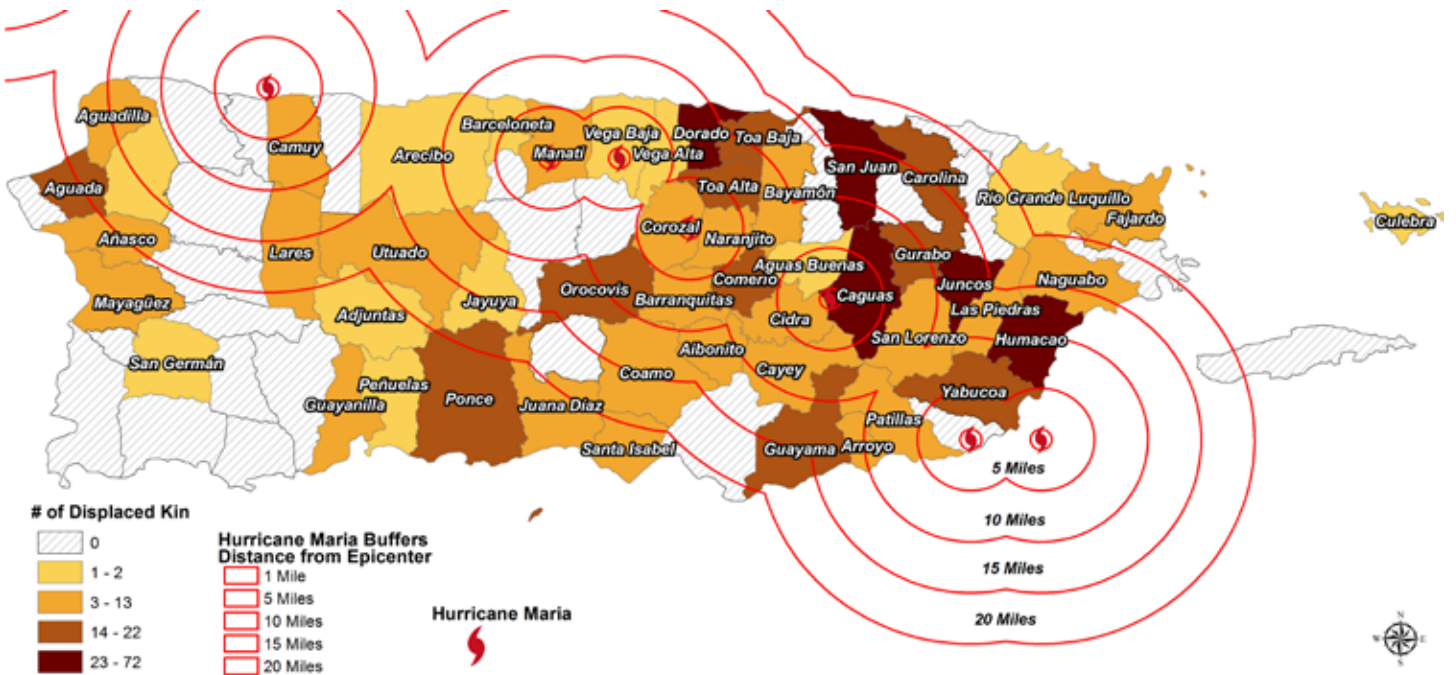 Aguadilla
Camuy
Aguada
Añasco
Mayagüez
Lares
Utuado
Arecibo
Barceloneta
Manatí
Vega Baja
Vega Alta
Dorado
Toa Baja
Toa Alta
Bayamón
San Juan
Carolina
Rio Grande
Luquillo
Fajardo
Culebra
Corozal
Naranjito
Comerio
Aguas Buenas
Gurabo
Juncos
Naguabo
Orocovis
Barranquitas
Cidra
Caguas
Las Piedras
Humacao
San Lorenzo
Adjuntas
Jayuya
San Germán
Guayanilla
Peñuelas
Ponce
Juana Díaz
Coamo
Aibonito
Cayey
Santa Isabel
Guayama
Arroyo
Patillas
Yabucoa
5 Miles
10 Miles
15 Miles
20 Miles
# of Displaced Kin
0
1 - 2
3 - 13
14 - 22
23 - 72
Hurricane Maria Buffers
Distance from Epicenter
1 Mile
5 Miles
10 Miles
15 Miles
20 Miles
Hurricane Maria
N
W
E
S